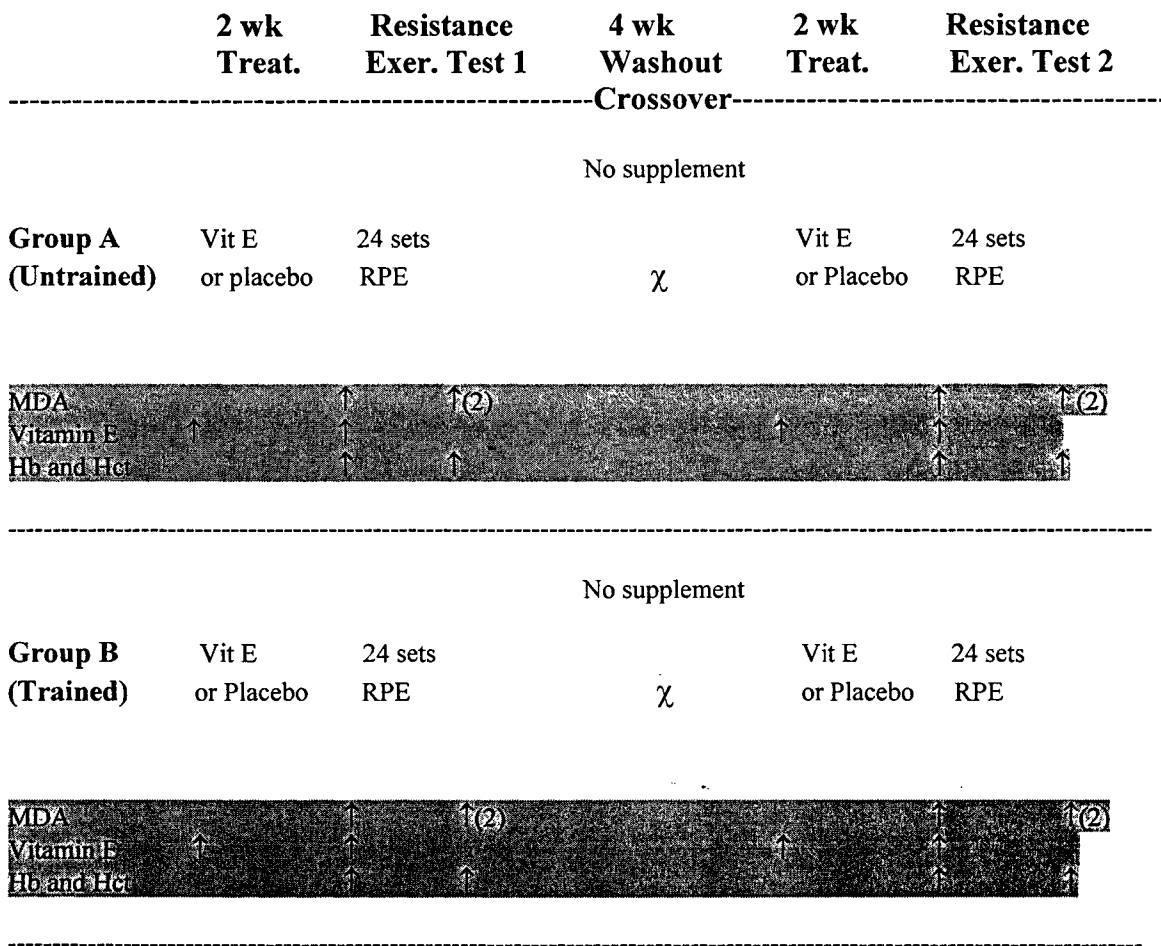 2 wk Resistance 4 wk 2 wk Resistance
Treat. Exer. Test 1 Washout Treat. Exer. Test 2
Crossover
No supplement
Group A Vit E 24 sets Vit E 24 sets
(Untrained) or placebo RPE χ or Placebo RPE
MDA ↑ ↑(2) ↑ ↑(2)
Vitamin E ↑ ↑ ↑ ↑
Hb and Hct ↑ ↑ ↑ ↑
No supplement
Group B Vit E 24 sets Vit E 24 sets
(Trained) or Placebo RPE χ or Placebo RPE
MDA ↑ ↑(2) ↑ ↑(2)
Vitamin E ↑ ↑ ↑ ↑
Hb and Hct ↑ ↑ ↑ ↑